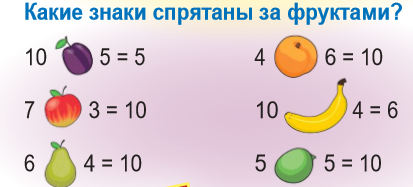 Какие знаки спрятаны за фруктами?
10 5 = 5 4 6 = 10
7 3 = 10 10 4 = 6
6 4 = 10 5 5 = 10